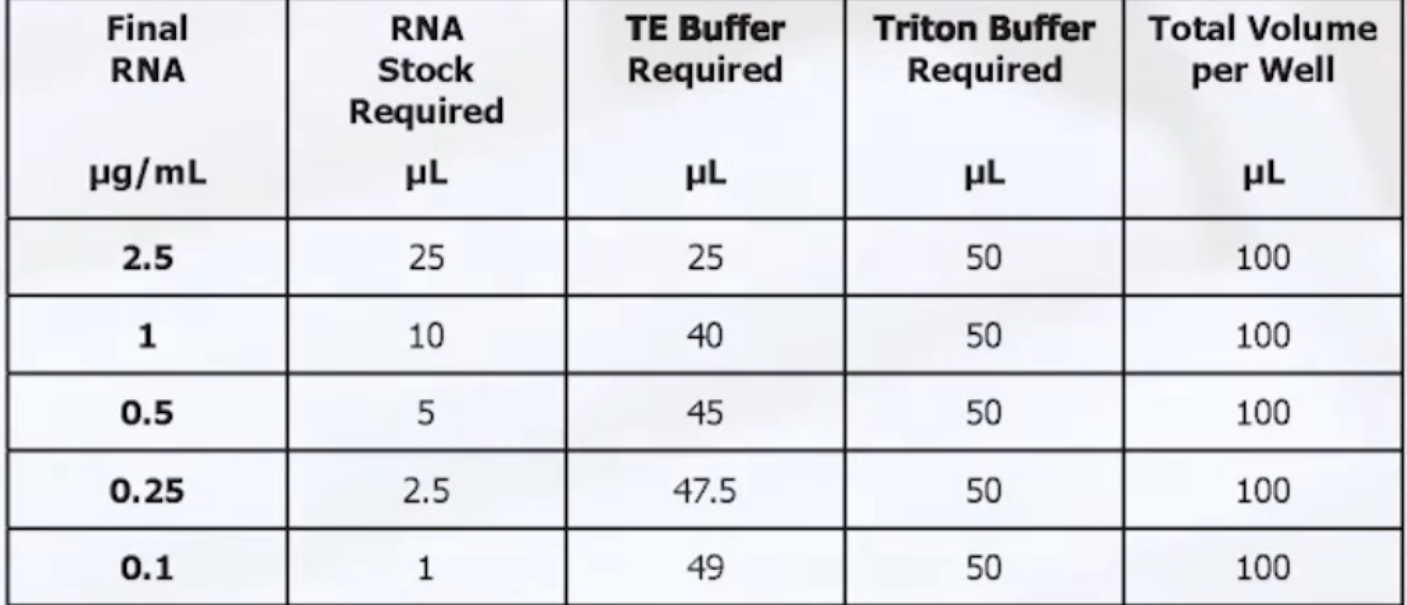 Final RNA µg/mL	RNA Stock Required µL	TE Buffer Required µL	Triton Buffer Required µL	Total Volume per Well µL
2.5	25	25	50	100
1	10	40	50	100
0.5	5	45	50	100
0.25	2.5	47.5	50	100
0.1	1	49	50	100